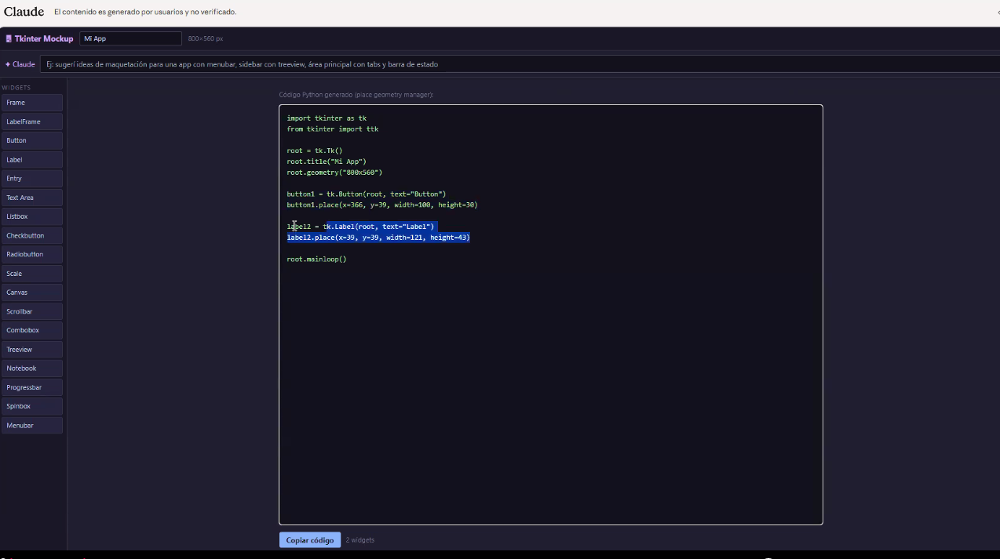 Claude El contenido es generado por usuarios y no verificado.
Tkinter Mockup Mi App 800×560 px
✦ Claude Ej: sugerí ideas de maquetación para una app con menubar, sidebar con treeview, área principal con tabs y barra de estado
WIDGETS
Frame
LabelFrame
Button
Label
Entry
Text Area
Listbox
Checkbutton
Radiobutton
Scale
Canvas
Scrollbar
Combobox
Treeview
Notebook
Progressbar
Spinbox
Menubar
Código Python generado (place geometry manager):
import tkinter as tk
from tkinter import ttk
root = tk.Tk()
root.title("Mi App")
root.geometry("800x560")
button1 = tk.Button(root, text="Button")
button1.place(x=366, y=39, width=100, height=30)
label2 = tk.Label(root, text="Label")
label2.place(x=39, y=39, width=121, height=43)
root.mainloop()
Copiar código 2 widgets